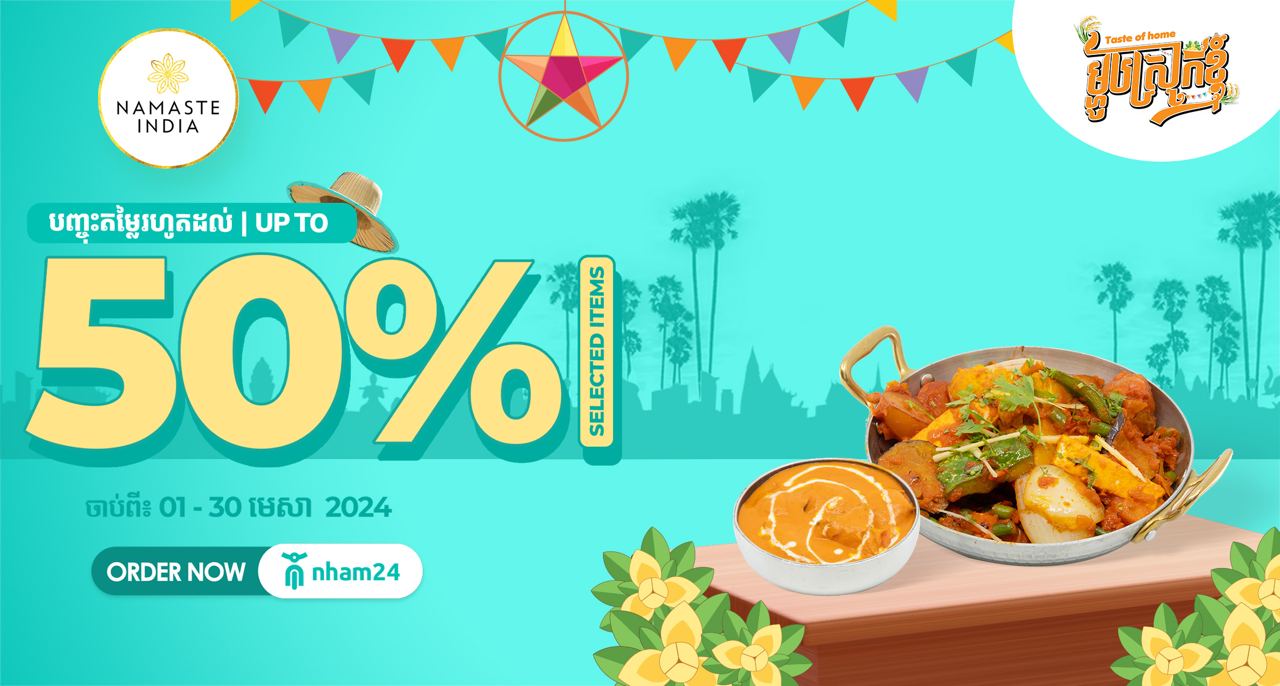 NAMASTE
INDIA
Taste of home
ម្ហូបស្រុកខ្ញុំ
បញ្ចុះតម្លៃរហូតដល់ | UP TO
50%
SELECTED ITEMS
ចាប់ពី៖ 01 - 30 មេសា 2024
ORDER NOW
nham24